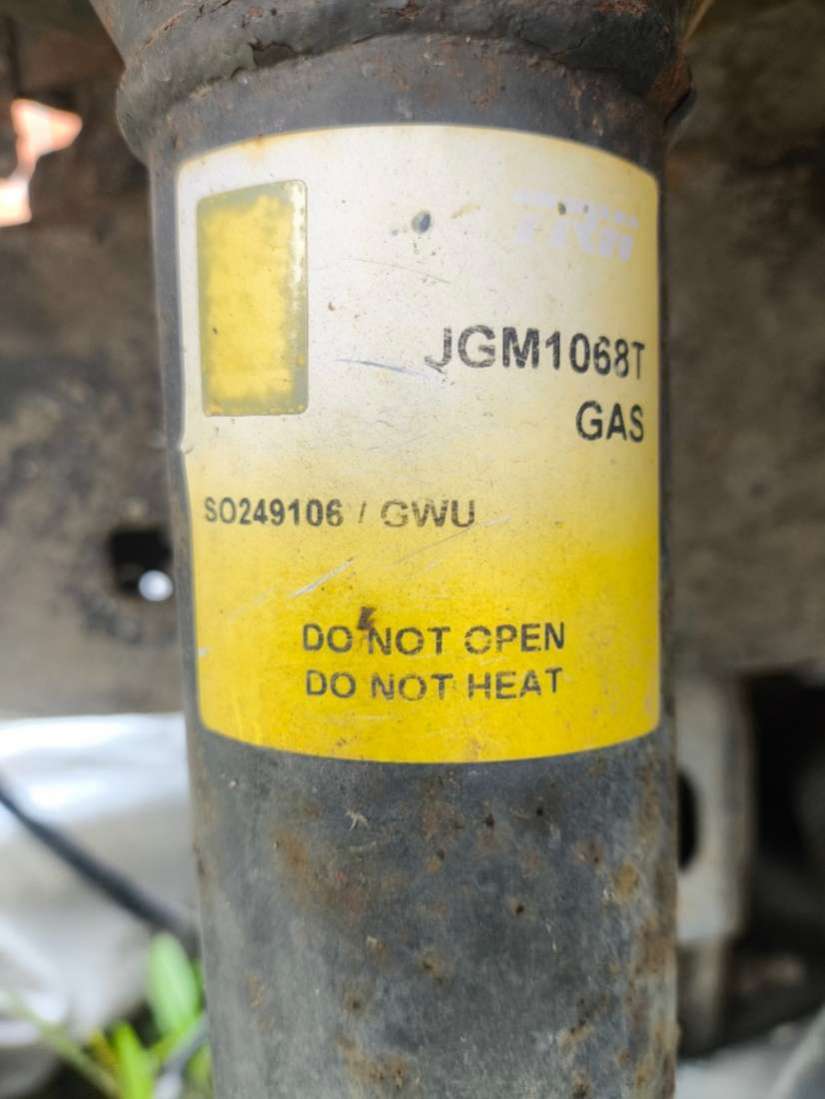 TRW
JGM1068T
GAS
SO249106 / GWU
DO NOT OPEN
DO NOT HEAT